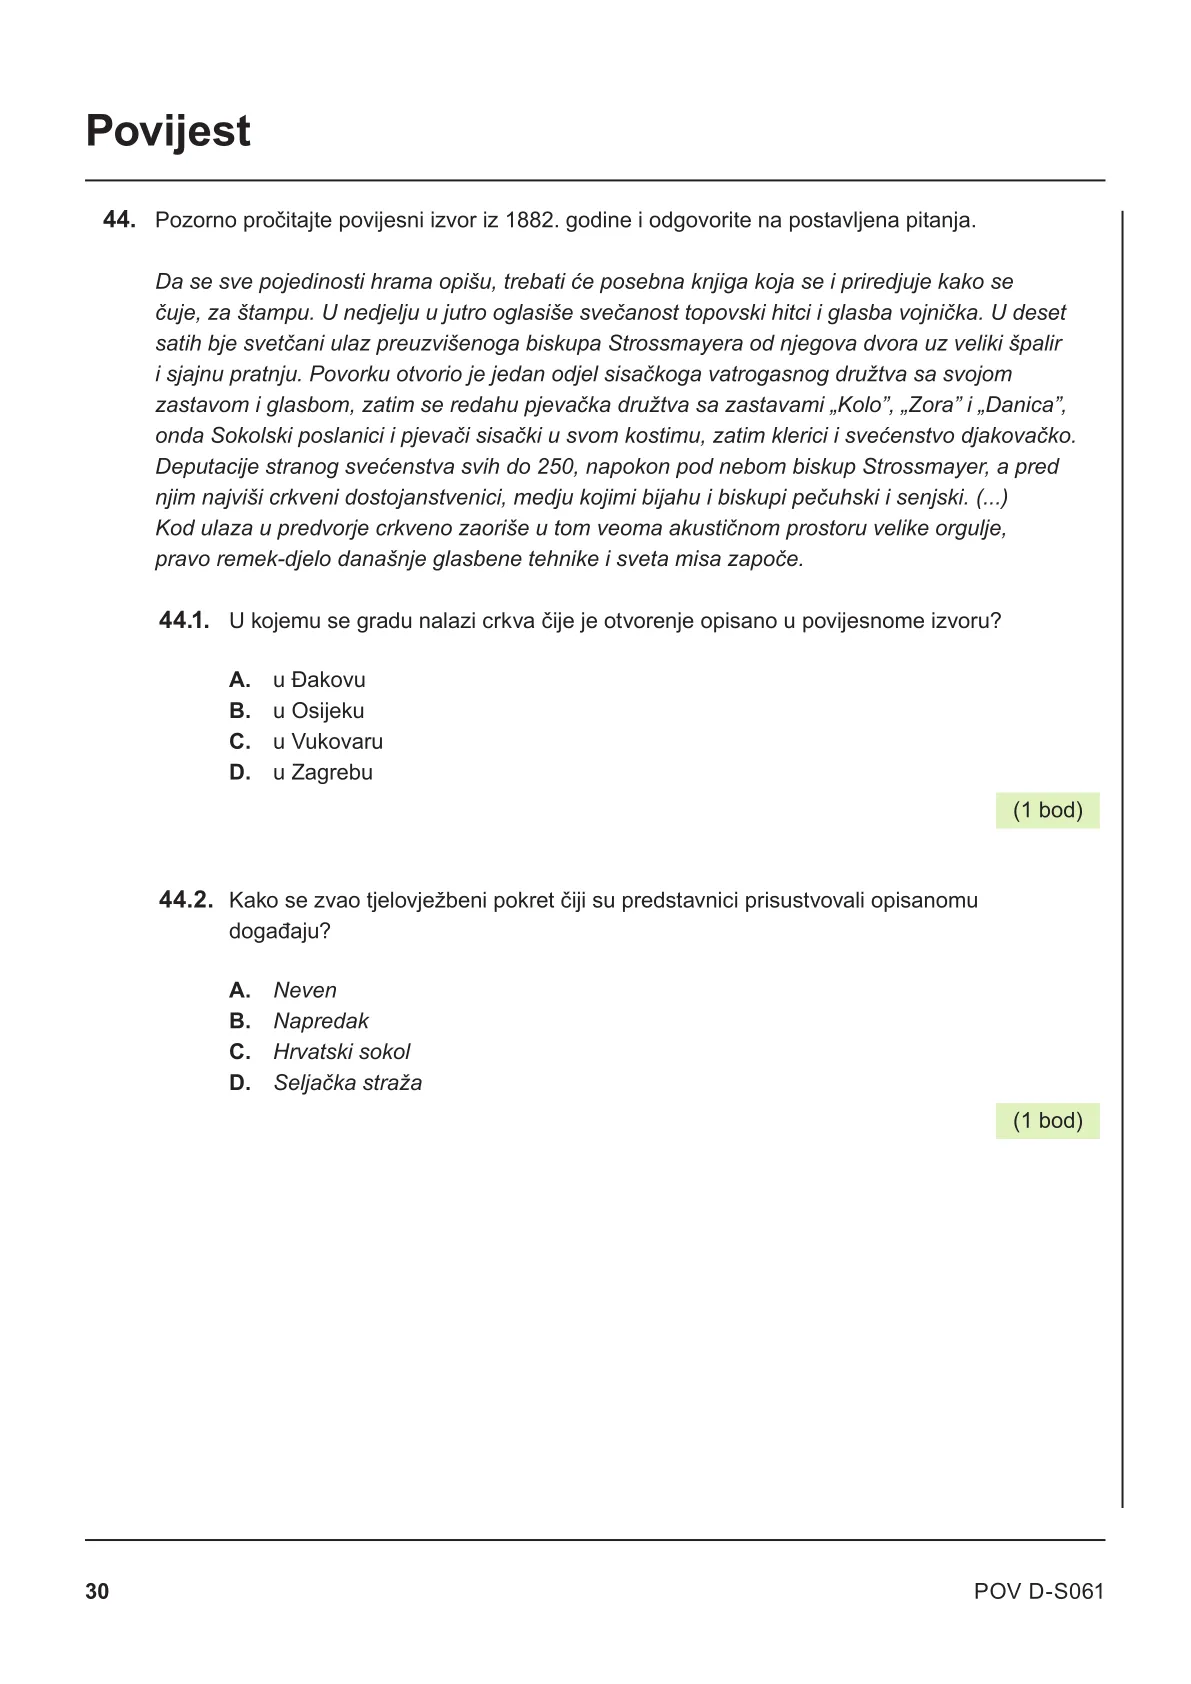 Povijest
44. Pozorno pročitajte povijesni izvor iz 1882. godine i odgovorite na postavljena pitanja.
Da se sve pojedinosti hrama opišu, trebati će posebna knjiga koja se i priredjuje kako se
čuje, za štampu. U nedjelju u jutro oglasiše svečanost topovski hitci i glasba vojnička. U deset
satih bje svetčani ulaz preuzvišenoga biskupa Strossmayera od njegova dvora uz veliki špalir
i sjajnu pratnju. Povorku otvorio je jedan odjel sisačkoga vatrogasnog družtva sa svojom
zastavom i glasbom, zatim se redahu pjevačka družtva sa zastavami „Kolo”, „Zora” i „Danica”,
onda Sokolski poslanici i pjevači sisački u svom kostimu, zatim klerici i svećenstvo djakovačko.
Deputacije stranog svećenstva svih do 250, napokon pod nebom biskup Strossmayer, a pred
njim najviši crkveni dostojanstvenici, medju kojimi bijahu i biskupi pečuhski i senjski. (...)
Kod ulaza u predvorje crkveno zaoriše u tom veoma akustičnom prostoru velike orgulje,
pravo remek-djelo današnje glasbene tehnike i sveta misa započe.
44.1. U kojemu se gradu nalazi crkva čije je otvorenje opisano u povijesnome izvoru?
A. u Đakovu
B. u Osijeku
C. u Vukovaru
D. u Zagrebu
(1 bod)
44.2. Kako se zvao tjelovježbeni pokret čiji su predstavnici prisustvovali opisanomu
događaju?
A. Neven
B. Napredak
C. Hrvatski sokol
D. Seljačka straža
(1 bod)
30
POV D-S061